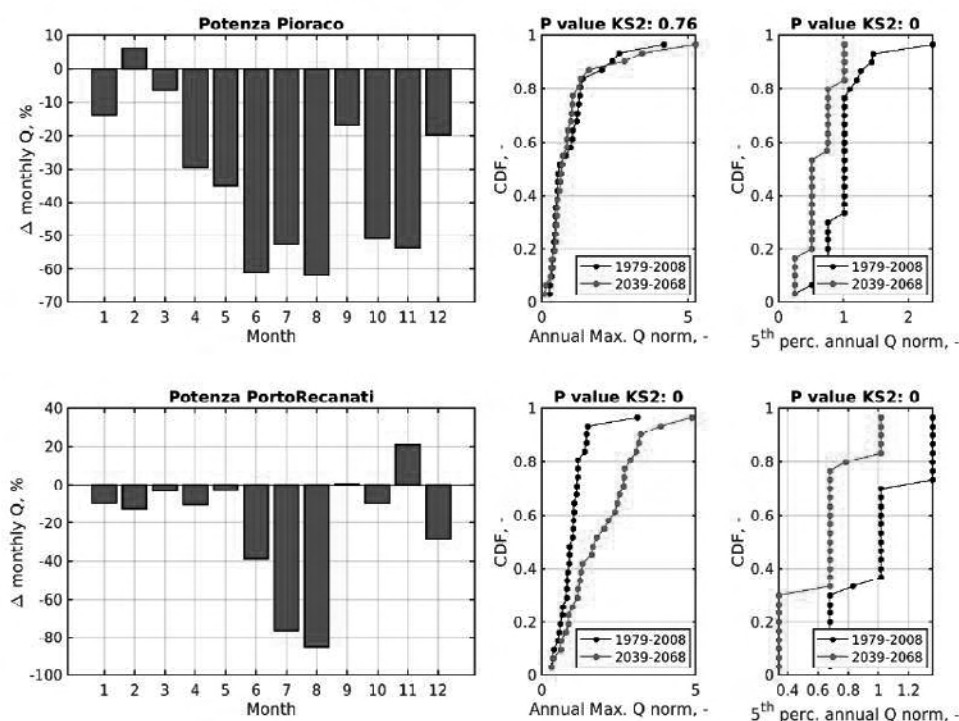 Potenza Pioraco
Δ monthly Q, %
10
0
-10
-20
-30
-40
-50
-60
-70
1 2 3 4 5 6 7 8 9 10 11 12
Month
P value KS2: 0.76
CDF, -
1
0.8
0.6
0.4
0.2
0
1979-2008
2039-2068
0 5
Annual Max. Q norm, -
P value KS2: 0
CDF, -
1
0.8
0.6
0.4
0.2
0
1979-2008
2039-2068
0 1 2
5th perc. annual Q norm, -
Potenza PortoRecanati
Δ monthly Q, %
40
20
0
-20
-40
-60
-80
-100
1 2 3 4 5 6 7 8 9 10 11 12
Month
P value KS2: 0
CDF, -
1
0.8
0.6
0.4
0.2
0
1979-2008
2039-2068
0 5
Annual Max. Q norm, -
P value KS2: 0
CDF, -
1
0.8
0.6
0.4
0.2
0
1979-2008
2039-2068
0.4 0.6 0.8 1 1.2
5th perc. annual Q norm, -